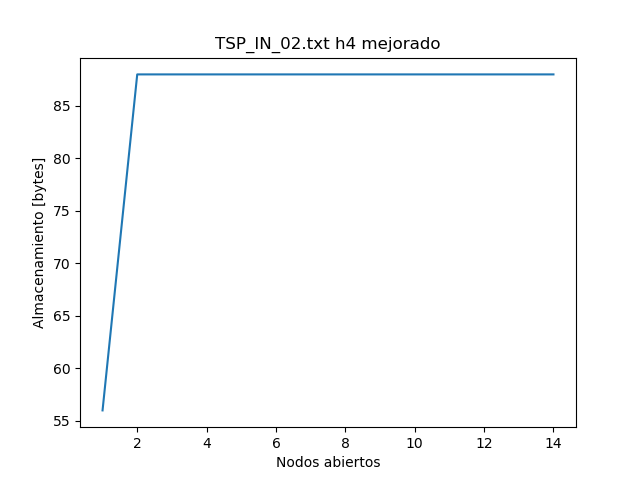 TSP_IN_02.txt h4 mejorado
Almacenamiento [bytes]
85
80
75
70
65
60
55
2 4 6 8 10 12 14
Nodos abiertos